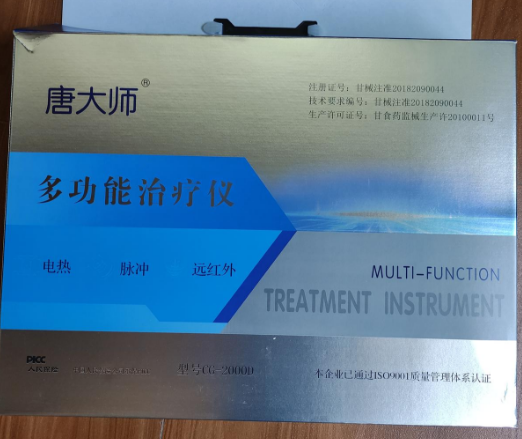 唐大师®
注册证号：甘械注准20182090044
技术要求编号：甘械注准20182090044
生产许可证号：甘食药监械生产许20100011号
多功能治疗仪
电热 脉冲 远红外
MULTI-FUNCTION
TREATMENT INSTRUMENT
PICC
人民保险
型号CG-2000D
本企业已通过ISO9001质量管理体系认证